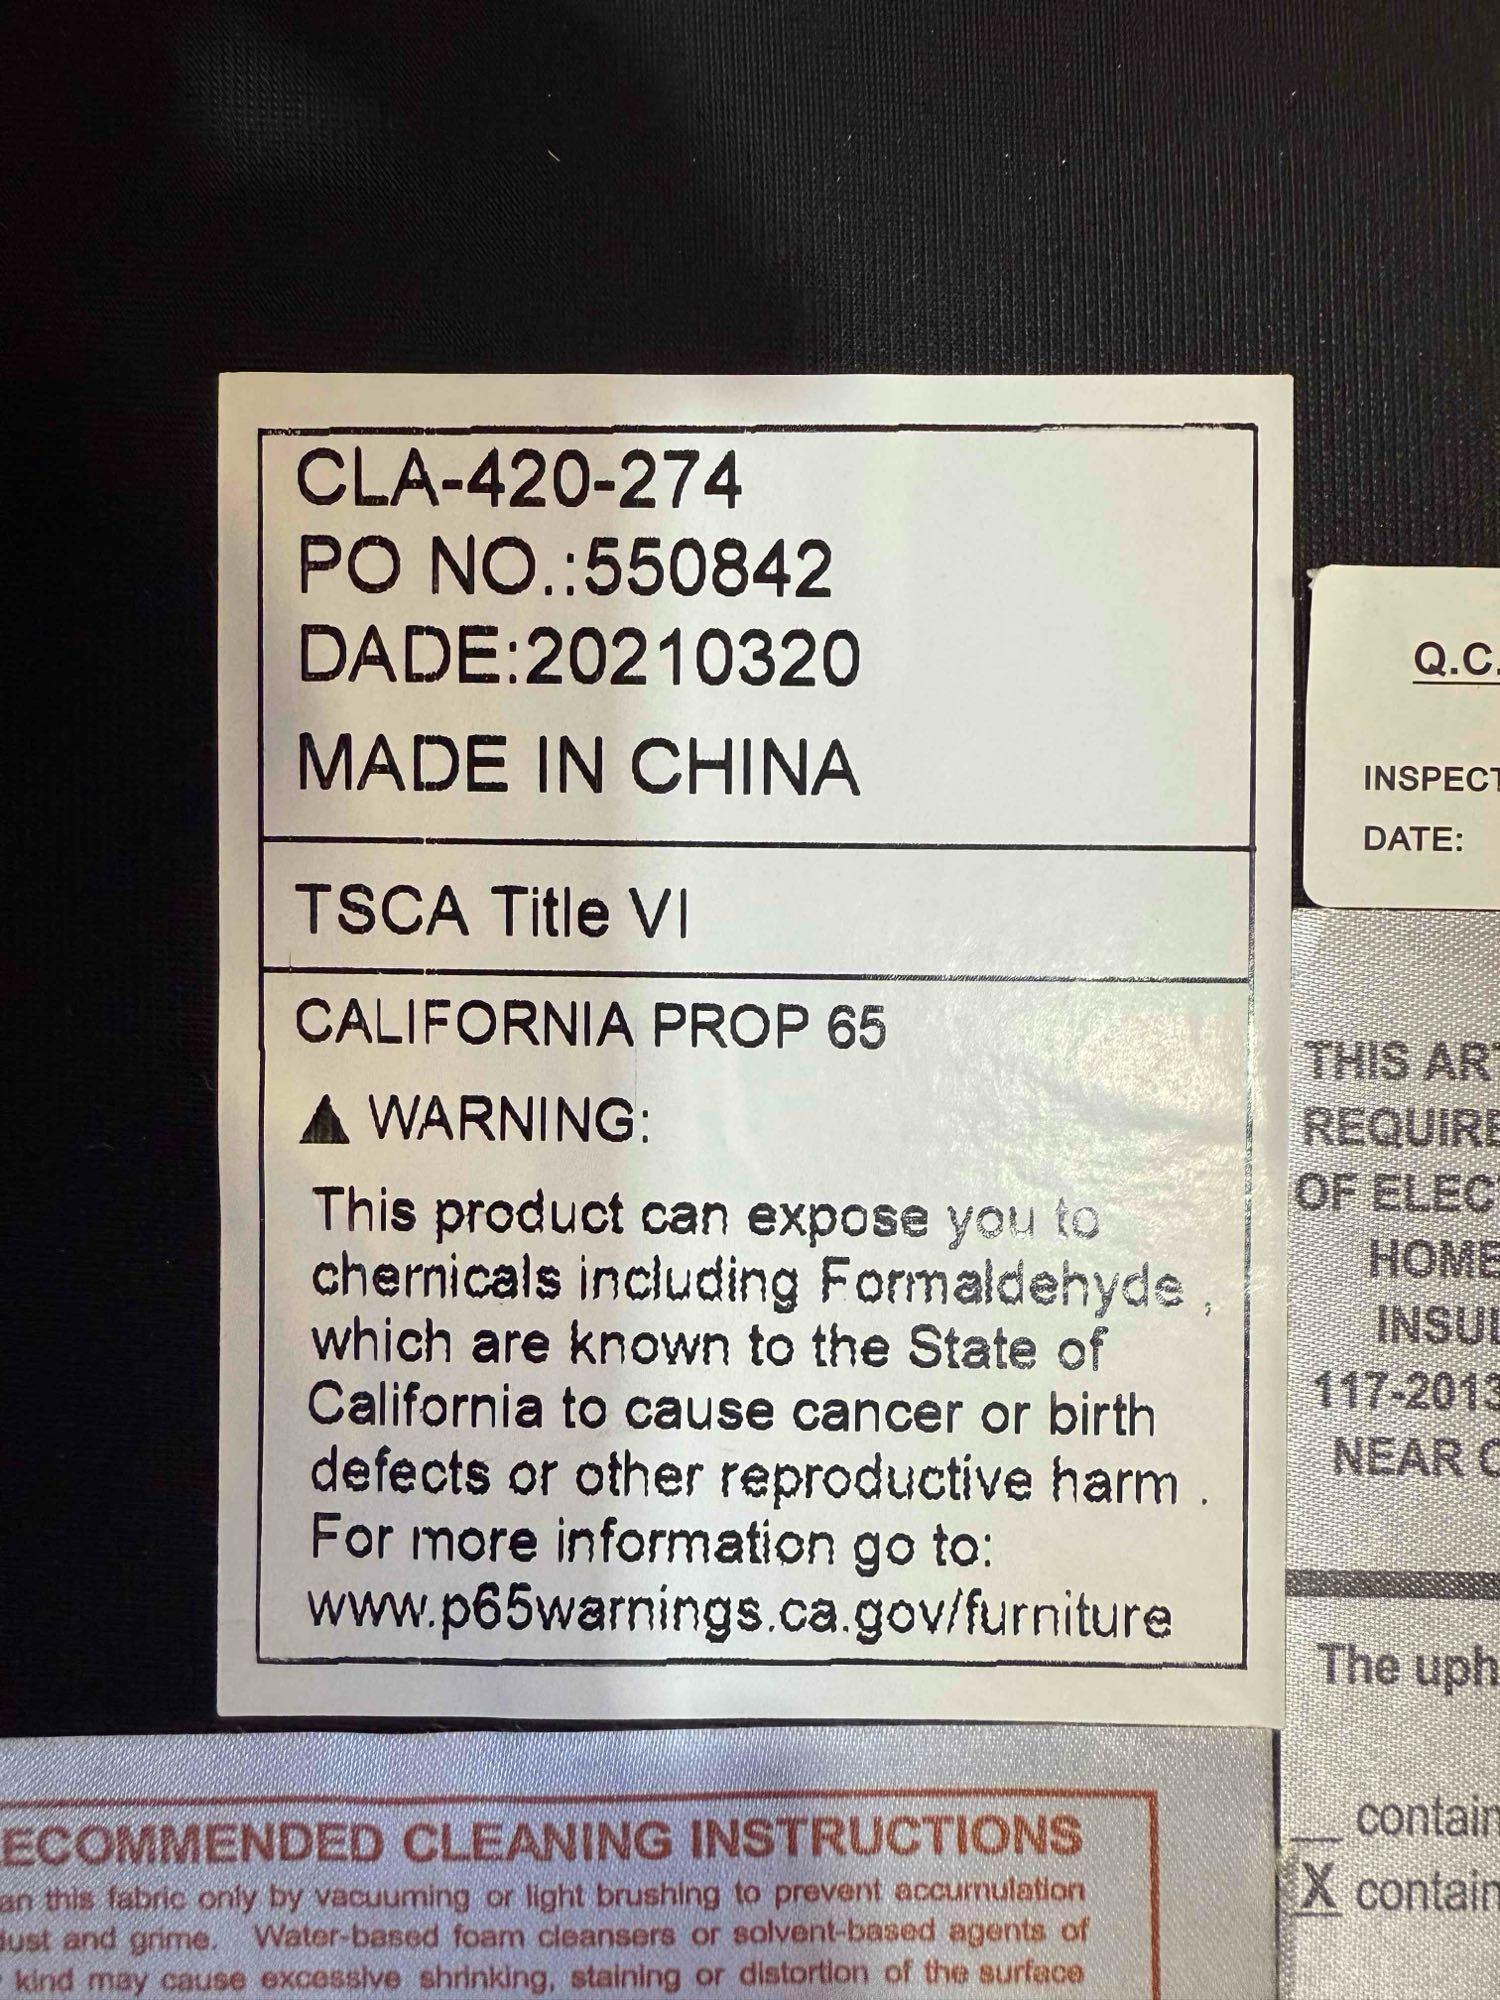 CLA-420-274
PO NO.:550842
DADE:20210320
MADE IN CHINA
TSCA Title VI
CALIFORNIA PROP 65
▲ WARNING:
This product can expose you to
chemicals including Formaldehyde ,
which are known to the State of
California to cause cancer or birth
defects or other reproductive harm .
For more information go to:
www.p65warnings.ca.gov/furniture
Q.C.
INSPECT
DATE:
THIS ART
REQUIRE
OF ELEC
HOME
INSUL
117-2013
NEAR
The uph
__ contain
X contain
ECOMMENDED CLEANING INSTRUCTIONS
an this fabric only by vacuuming or light brushing to prevent accumulation
dust and grime. Water-based foam cleansers or solvent-based agents of
kind may cause excessive shrinking, staining or distortion of the surface